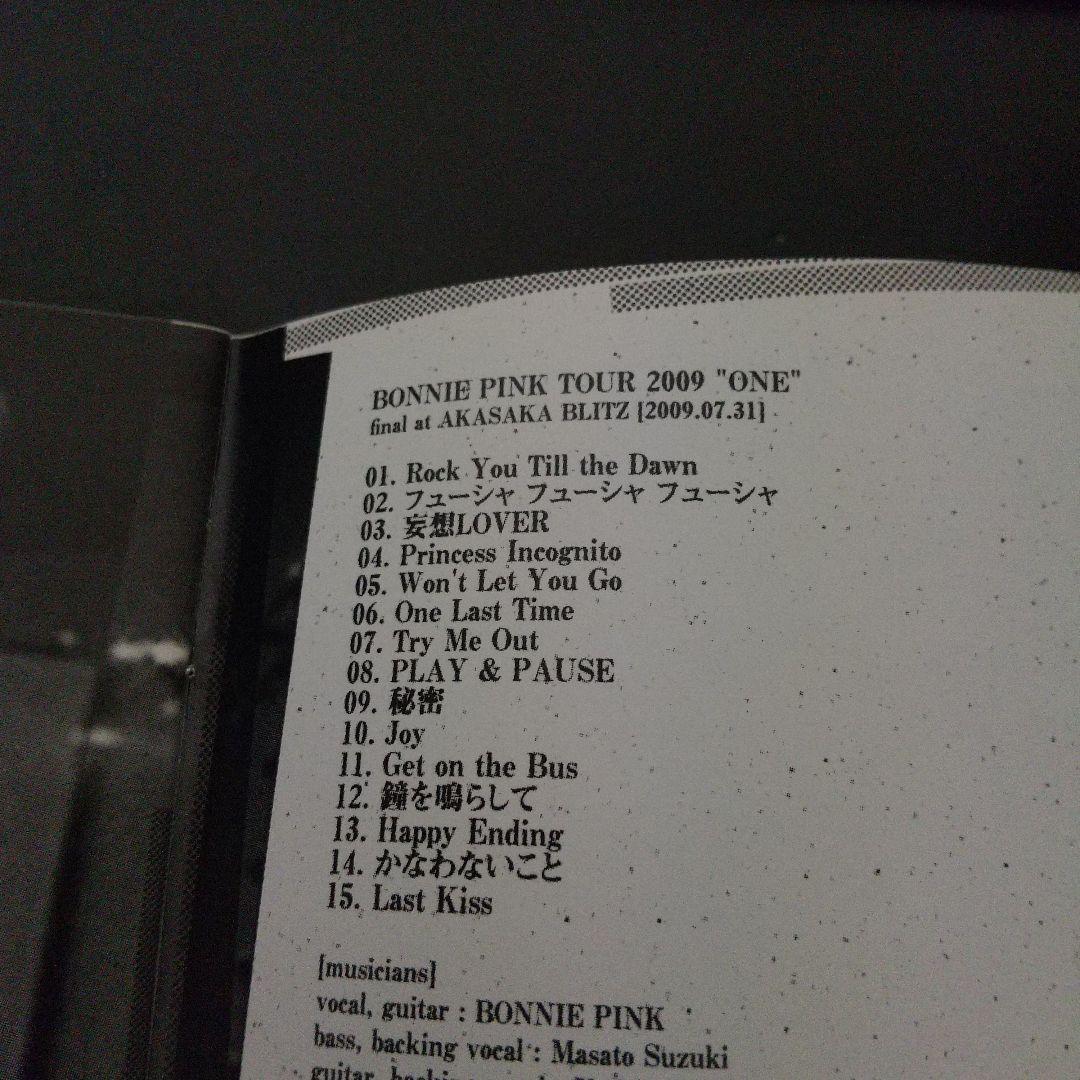 BONNIE PINK TOUR 2009 "ONE"
final at AKASAKA BLITZ [2009.07.31]
01. Rock You Till the Dawn
02. フューシャ フューシャ フューシャ
03. 妄想LOVER
04. Princess Incognito
05. Won't Let You Go
06. One Last Time
07. Try Me Out
08. PLAY & PAUSE
09. 秘密
10. Joy
11. Get on the Bus
12. 鐘を鳴らして
13. Happy Ending
14. かなわないこと
15. Last Kiss
[musicians]
vocal, guitar : BONNIE PINK
bass, backing vocal : Masato Suzuki
guitar,